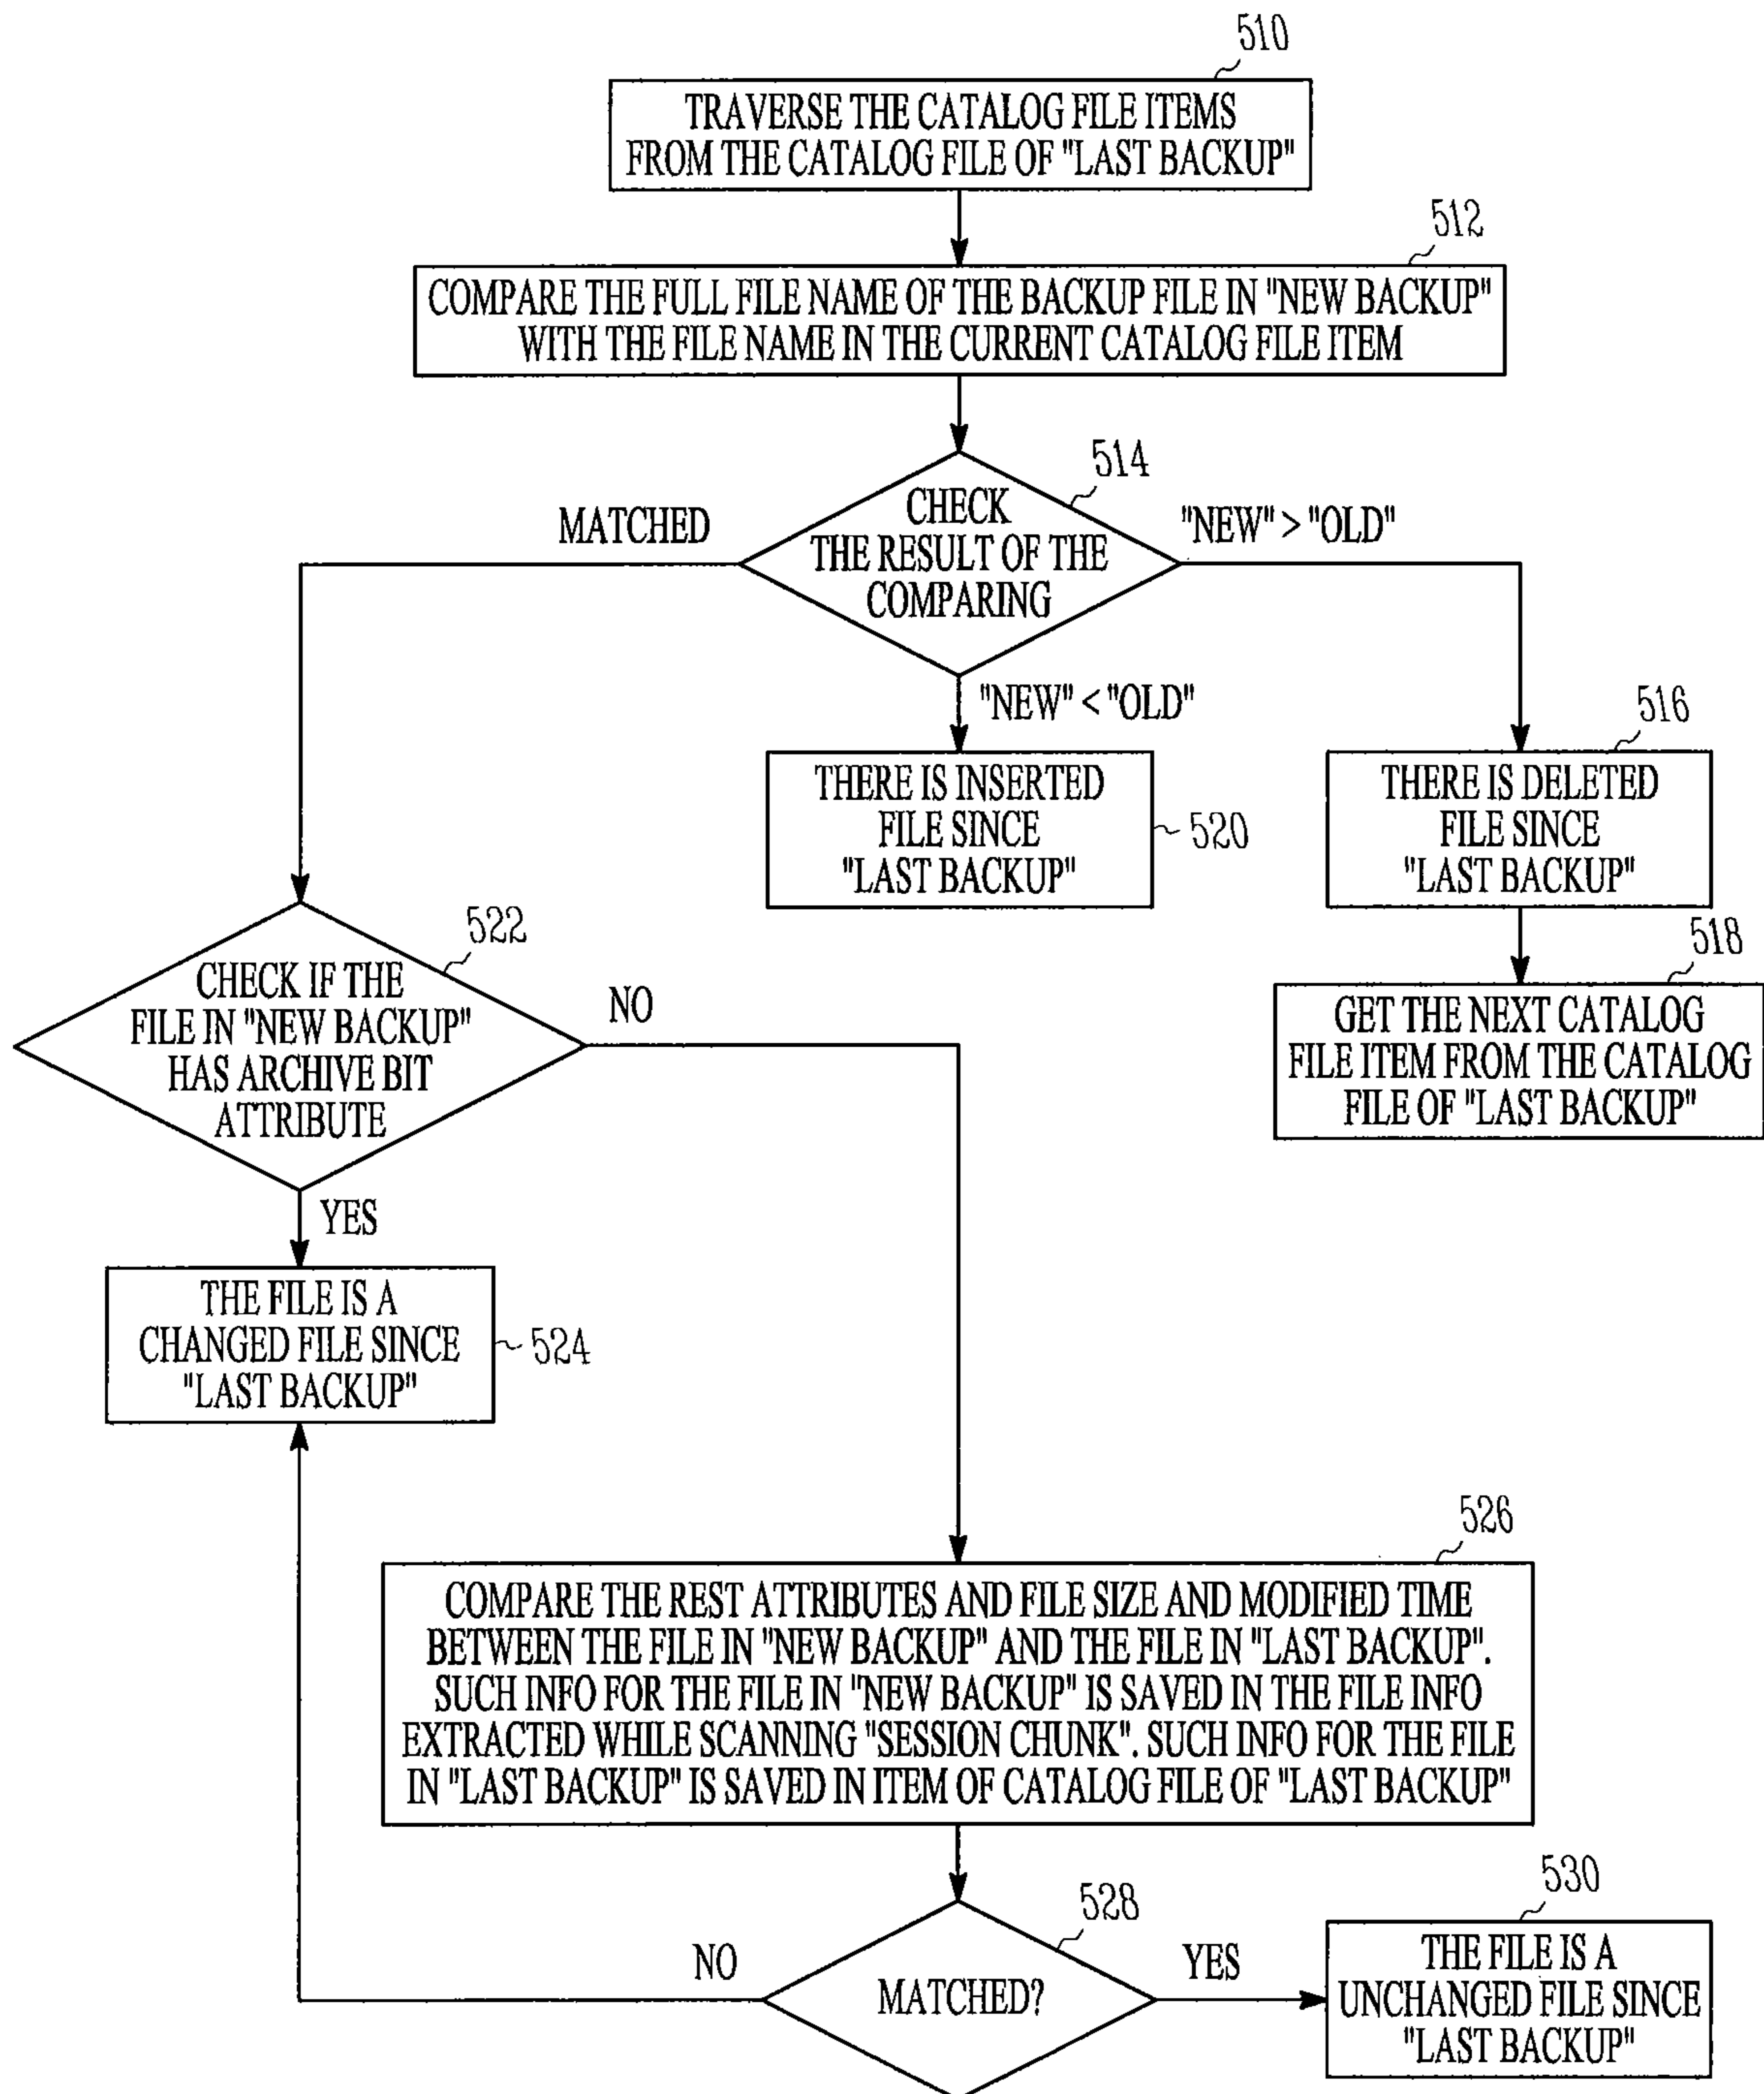 510
TRAVERSE THE CATALOG FILE ITEMS
FROM THE CATALOG FILE OF "LAST BACKUP"
512
COMPARE THE FULL FILE NAME OF THE BACKUP FILE IN "NEW BACKUP"
WITH THE FILE NAME IN THE CURRENT CATALOG FILE ITEM
514
CHECK
THE RESULT OF THE
COMPARING
MATCHED
"NEW" > "OLD"
"NEW" < "OLD"
THERE IS INSERTED
FILE SINCE
"LAST BACKUP"
520
516
THERE IS DELETED
FILE SINCE
"LAST BACKUP"
518
GET THE NEXT CATALOG
FILE ITEM FROM THE CATALOG
FILE OF "LAST BACKUP"
522
CHECK IF THE
FILE IN "NEW BACKUP"
HAS ARCHIVE BIT
ATTRIBUTE
NO
YES
THE FILE IS A
CHANGED FILE SINCE
"LAST BACKUP"
524
526
COMPARE THE REST ATTRIBUTES AND FILE SIZE AND MODIFIED TIME
BETWEEN THE FILE IN "NEW BACKUP" AND THE FILE IN "LAST BACKUP".
SUCH INFO FOR THE FILE IN "NEW BACKUP" IS SAVED IN THE FILE INFO
EXTRACTED WHILE SCANNING "SESSION CHUNK". SUCH INFO FOR THE FILE
IN "LAST BACKUP" IS SAVED IN ITEM OF CATALOG FILE OF "LAST BACKUP"
528
MATCHED?
NO
YES
530
THE FILE IS A
UNCHANGED FILE SINCE
"LAST BACKUP"